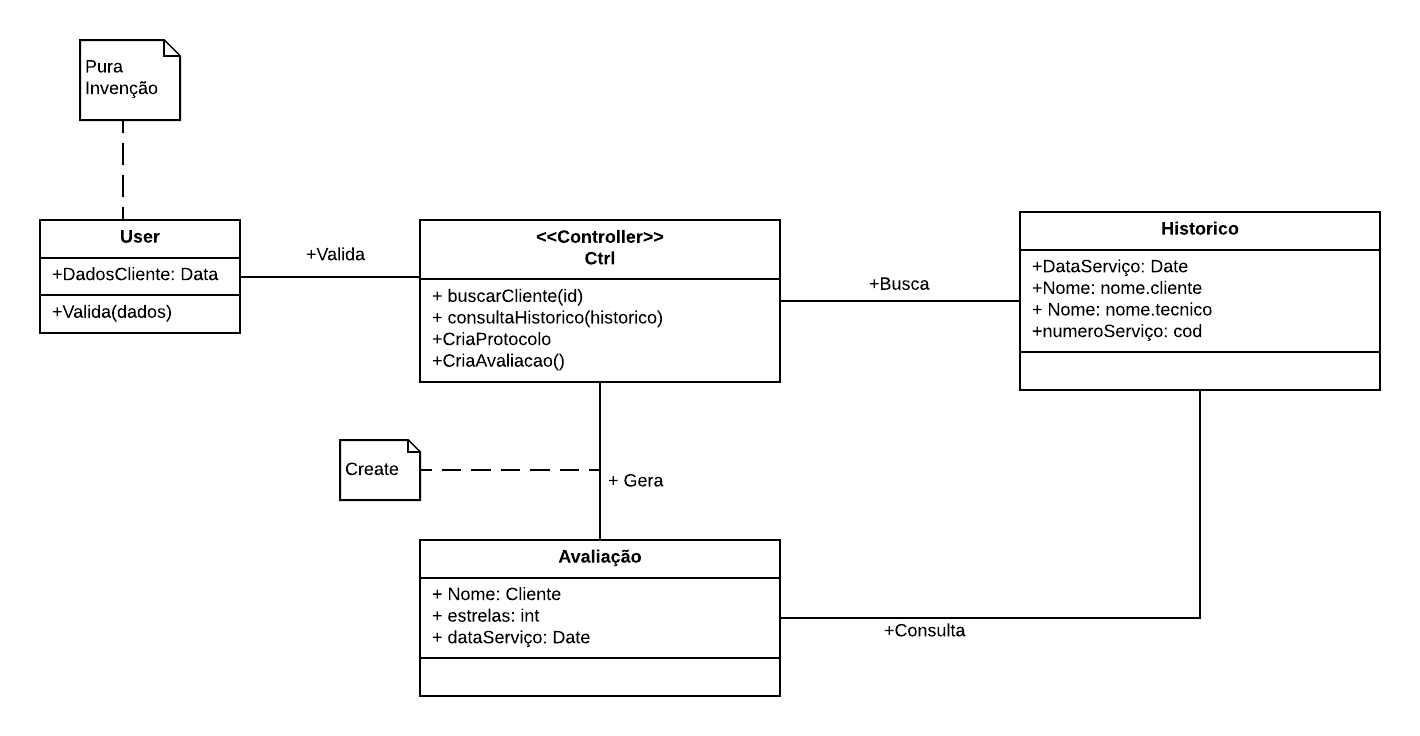 Pura
Invenção
User
+DadosCliente: Data
+Valida(dados)
+Valida
<<Controller>>
Ctrl
+ buscarCliente(id)
+ consultaHistorico(historico)
+CriaProtocolo
+CriaAvaliacao()
+Busca
Historico
+DataServiço: Date
+Nome: nome.cliente
+ Nome: nome.tecnico
+numeroServiço: cod
Create
+ Gera
Avaliação
+ Nome: Cliente
+ estrelas: int
+ dataServiço: Date
+Consulta